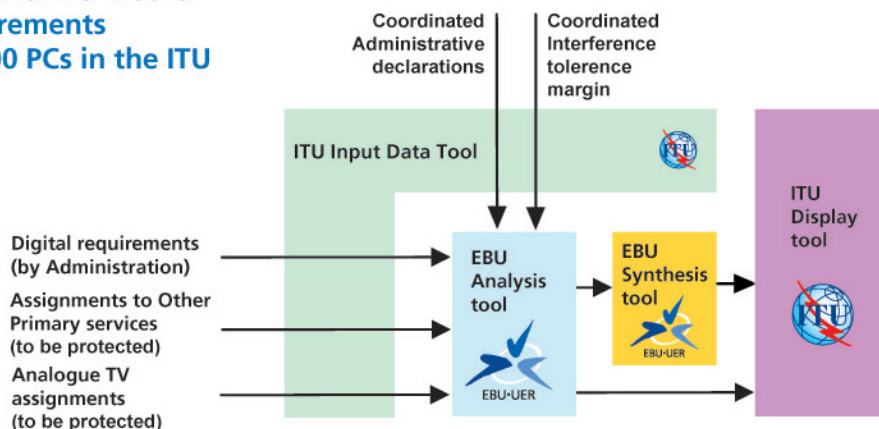 rements
00 PCs in the ITU
Coordinated
Administrative
declarations
Coordinated
Interference
tolerence
margin
ITU Input Data Tool
ITU
Display
tool
Digital requirements
(by Administration)
Assignments to Other
Primary services
(to be protected)
Analogue TV
assignments
(to be protected)
EBU
Analysis
tool
EBU·UER
EBU
Synthesis
tool
EBU·UER
ITU